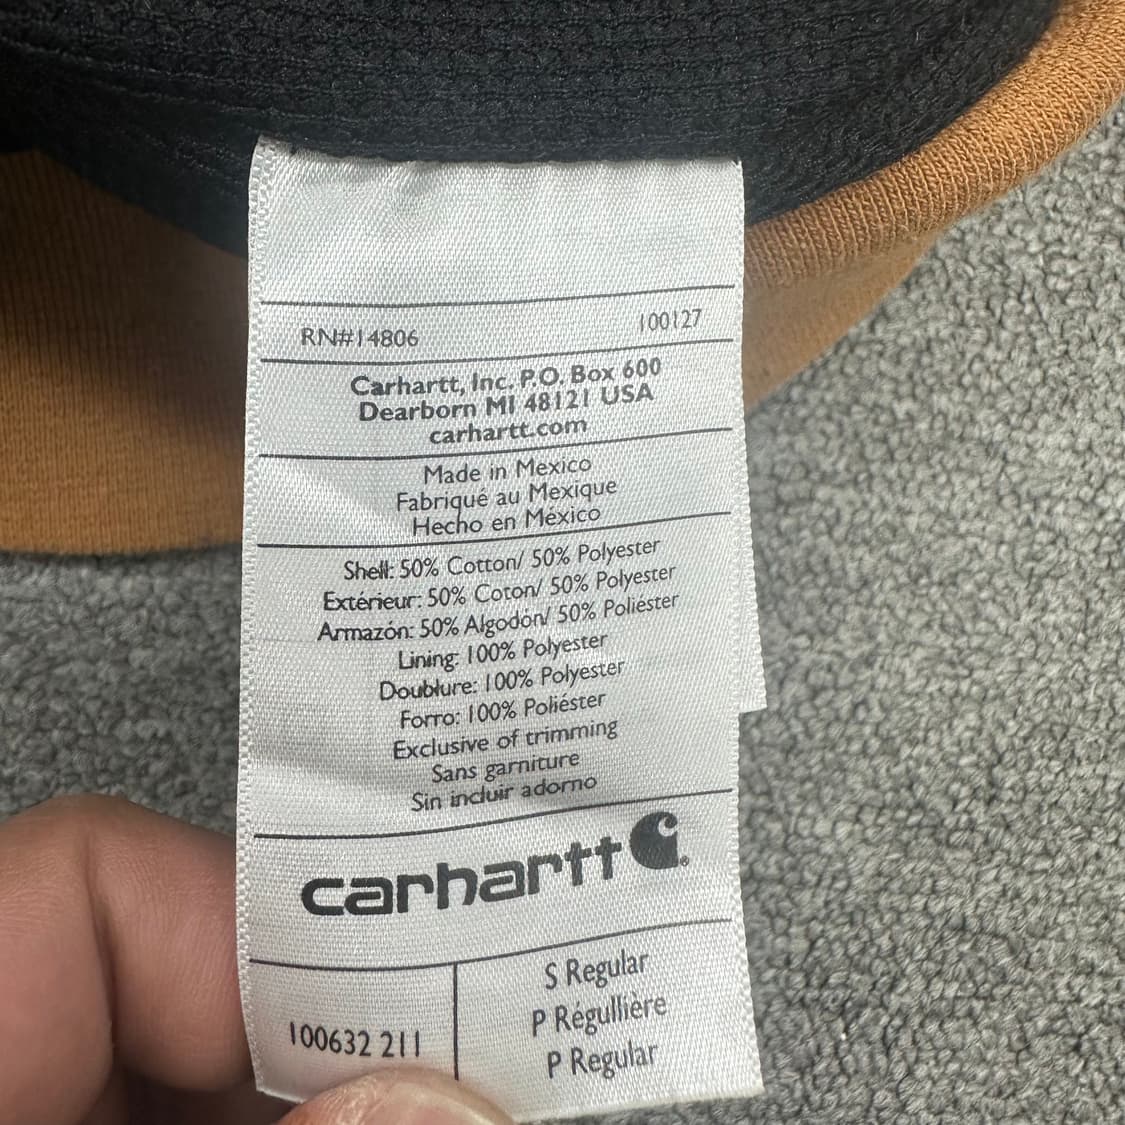 RN#14806 100127
Carhartt, Inc. P.O. Box 600
Dearborn MI 48121 USA
carhartt.com
Made in Mexico
Fabriqué au Mexique
Hecho en México
Shell: 50% Cotton/ 50% Polyester
Extérieur: 50% Coton/ 50% Polyester
Armazón: 50% Algodón/ 50% Poliéster
Lining: 100% Polyester
Doublure: 100% Polyester
Forro: 100% Poliéster
Exclusive of trimming
Sans garniture
Sin incluir adorno
carhartt
S Regular
P Régullière
100632 211
P Regular